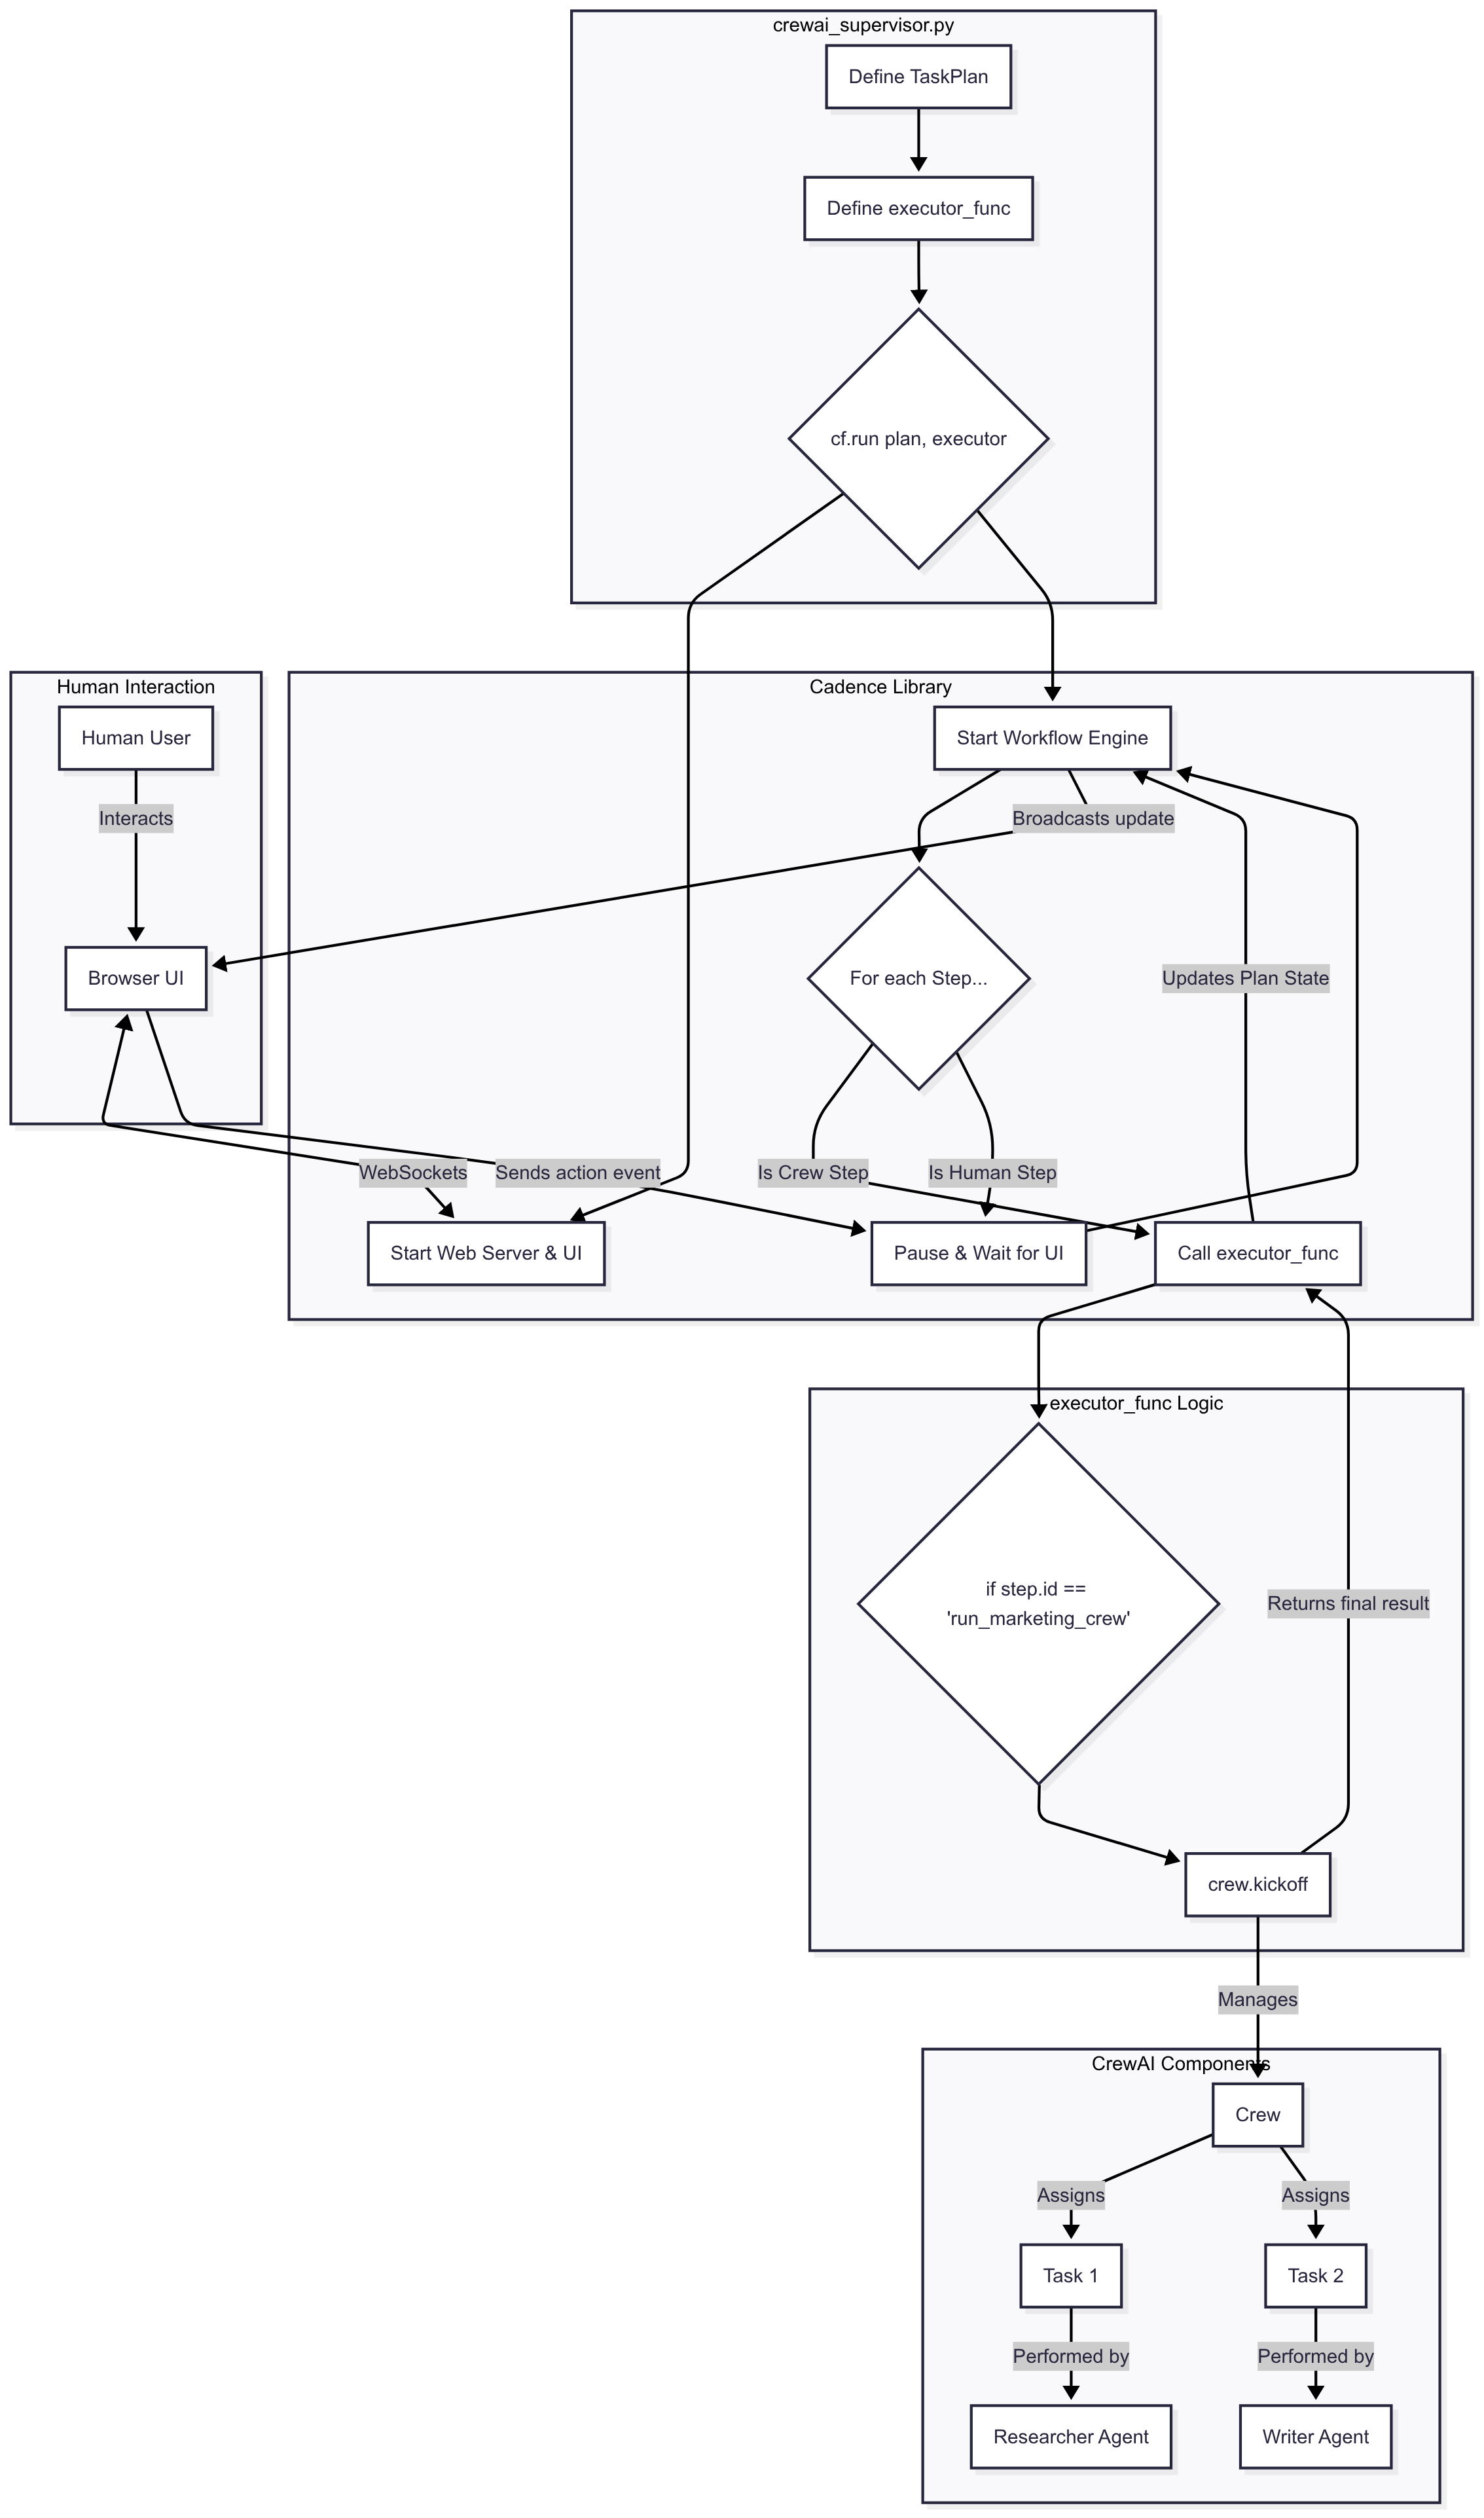 crewai_supervisor.py
Define TaskPlan
Define executor_func
cf.run plan, executor
Human Interaction
Human User
Interacts
Browser UI
Cadence Library
Start Workflow Engine
Broadcasts update
For each Step...
Updates Plan State
WebSockets
Sends action event
Is Crew Step
Is Human Step
Start Web Server & UI
Pause & Wait for UI
Call executor_func
executor_func Logic
if step.id ==
'run_marketing_crew'
Returns final result
crew.kickoff
Manages
CrewAI Components
Crew
Assigns
Assigns
Task 1
Task 2
Performed by
Performed by
Researcher Agent
Writer Agent